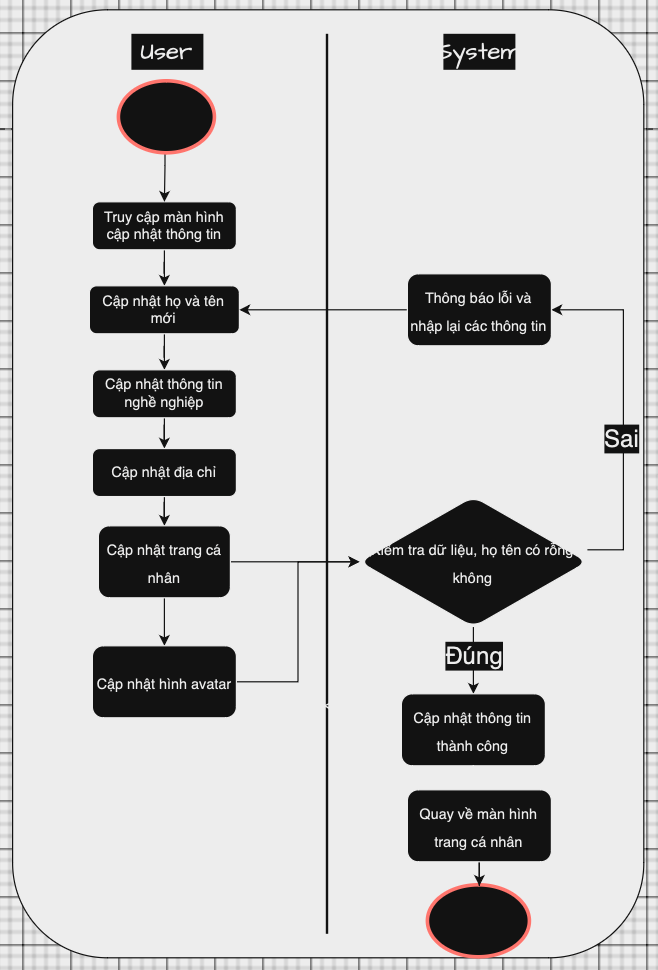 User
System
Truy cập màn hình
cập nhật thông tin
Cập nhật họ và tên
mới
Thông báo lỗi và
nhập lại các thông tin
Cập nhật thông tin
nghề nghiệp
Sai
Cập nhật địa chỉ
Cập nhật trang cá
nhân
Kiểm tra dữ liệu, họ tên có rỗng
không
Đúng
Cập nhật hình avatar
Cập nhật thông tin
thành công
Quay về màn hình
trang cá nhân